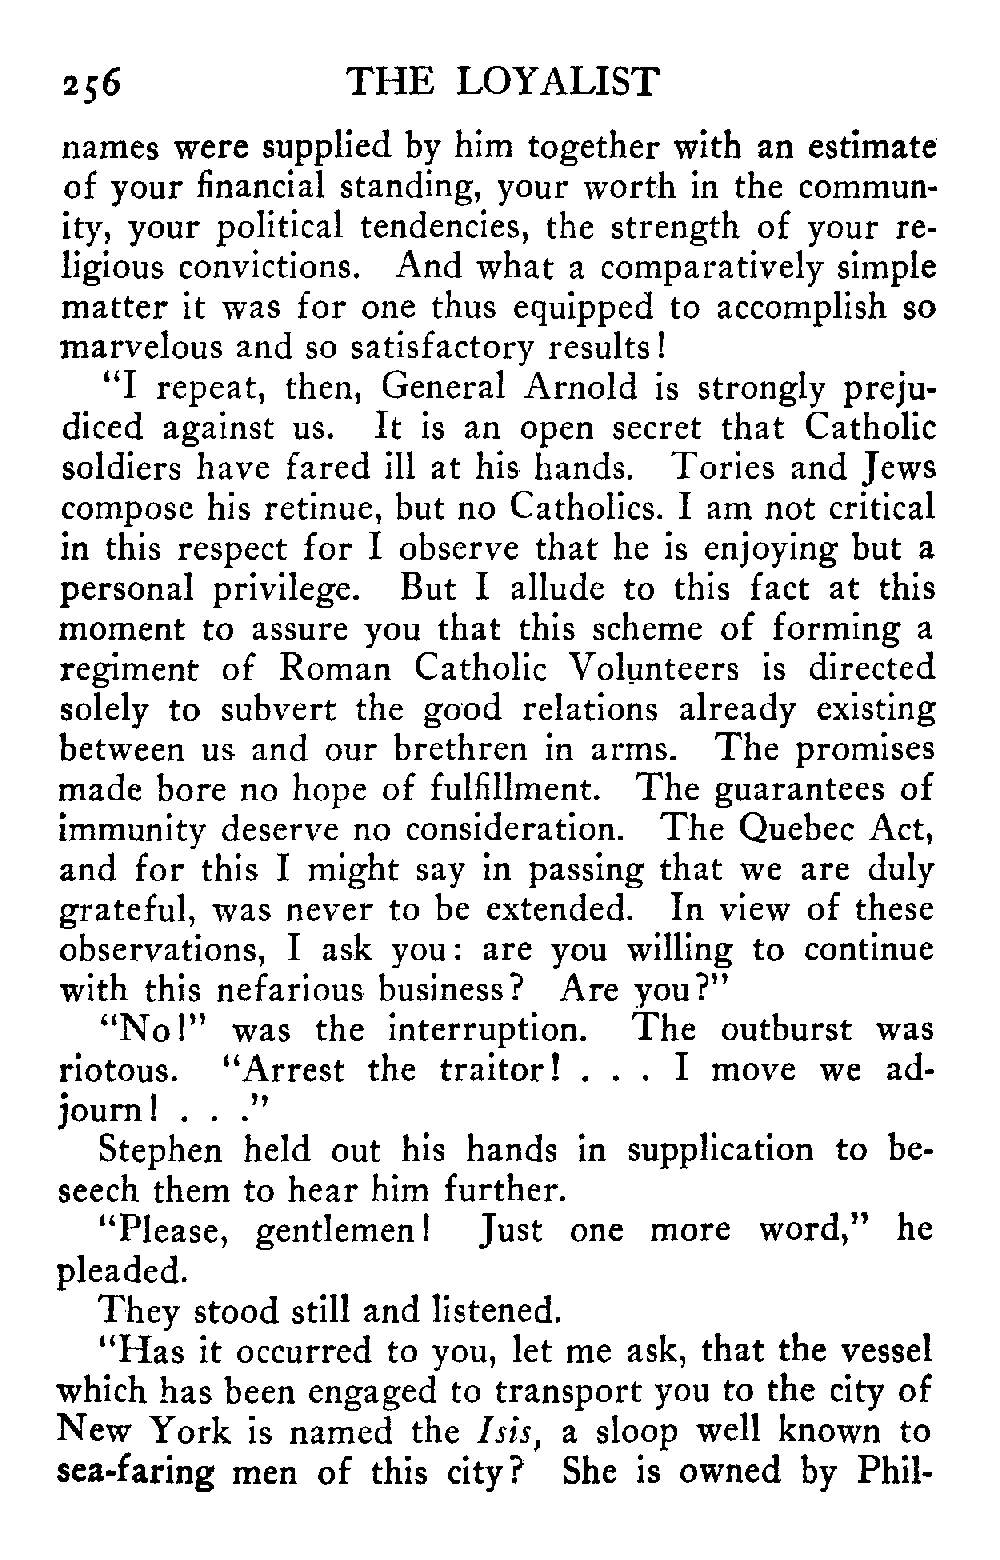 256 THE LOYALIST
names were supplied by him together with an estimate
of your financial standing, your worth in the commun-
ity, your political tendencies, the strength of your re-
ligious convictions. And what a comparatively simple
matter it was for one thus equipped to accomplish so
marvelous and so satisfactory results!
"I repeat, then, General Arnold is strongly preju-
diced against us. It is an open secret that Catholic
soldiers have fared ill at his hands. Tories and Jews
compose his retinue, but no Catholics. I am not critical
in this respect for I observe that he is enjoying but a
personal privilege. But I allude to this fact at this
moment to assure you that this scheme of forming a
regiment of Roman Catholic Volunteers is directed
solely to subvert the good relations already existing
between us and our brethren in arms. The promises
made bore no hope of fulfillment. The guarantees of
immunity deserve no consideration. The Quebec Act,
and for this I might say in passing that we are duly
grateful, was never to be extended. In view of these
observations, I ask you: are you willing to continue
with this nefarious business? Are you?"
"No!" was the interruption. The outburst was
riotous. "Arrest the traitor! . . . I move we ad-
journ! . . ."
Stephen held out his hands in supplication to be-
seech them to hear him further.
"Please, gentlemen! Just one more word," he
pleaded.
They stood still and listened.
"Has it occurred to you, let me ask, that the vessel
which has been engaged to transport you to the city of
New York is named the Isis, a sloop well known to
sea-faring men of this city? She is owned by Phil-